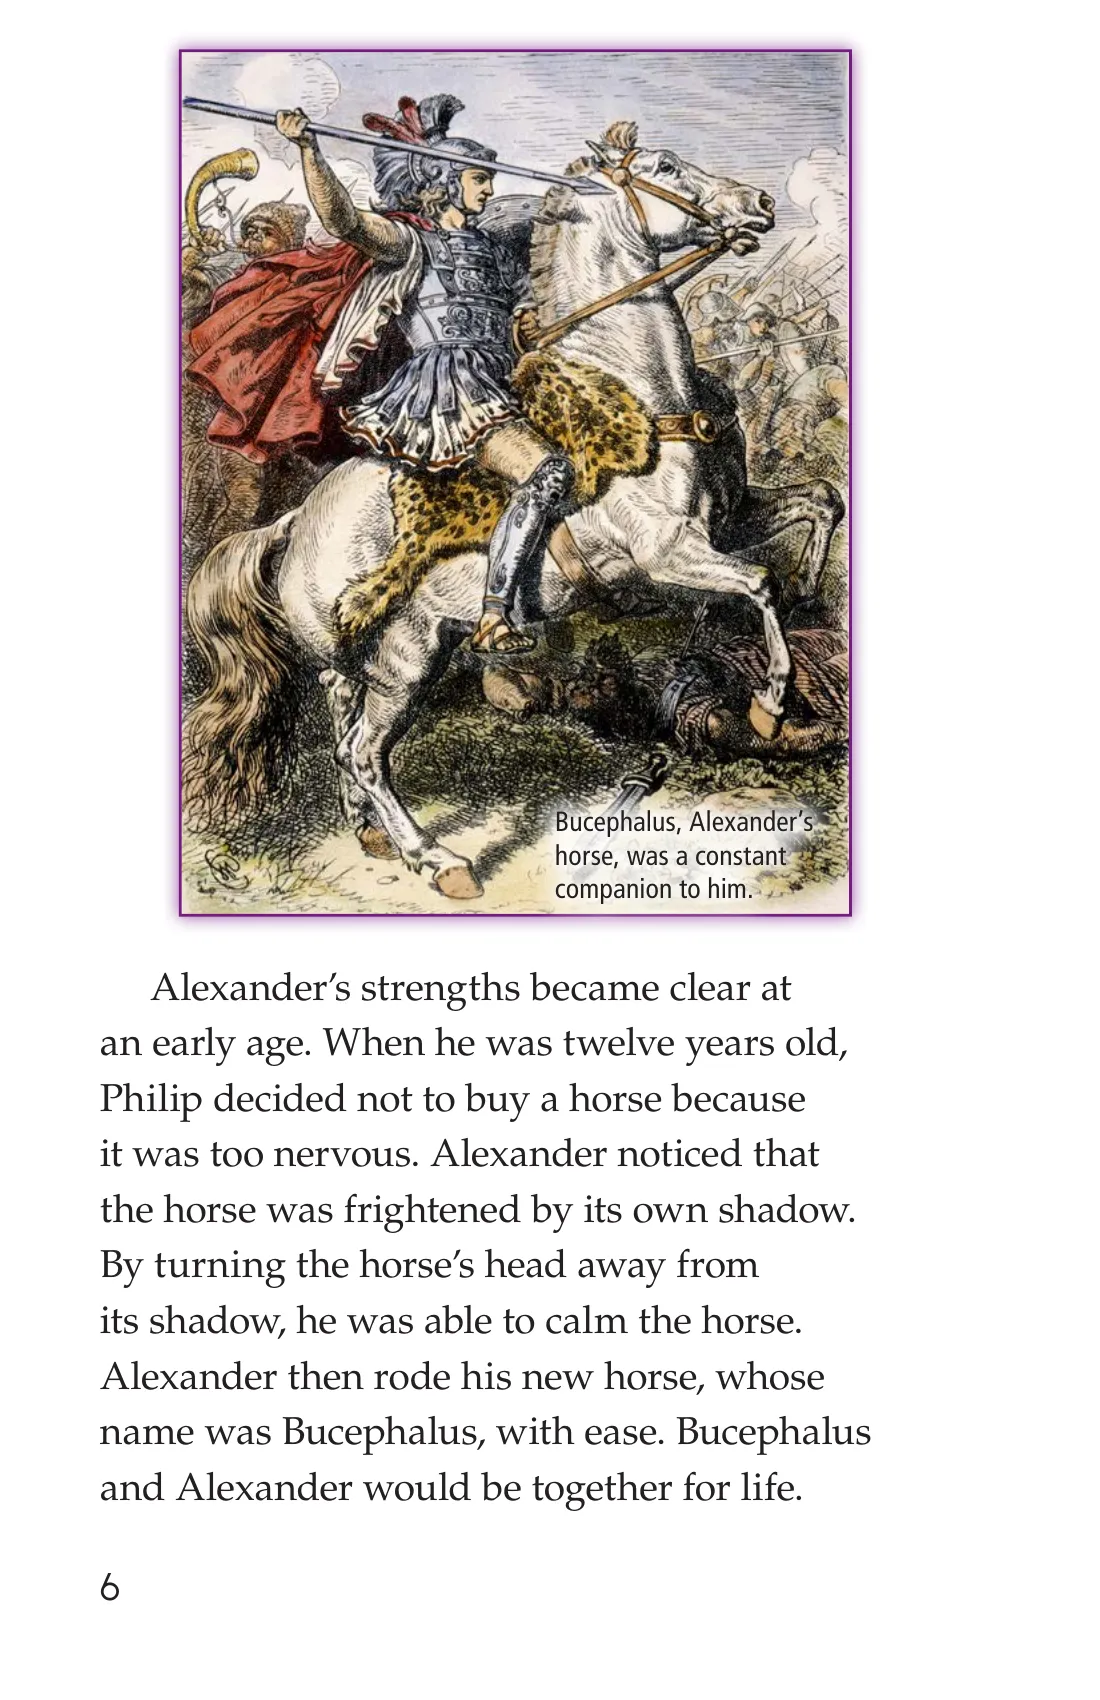 Bucephalus, Alexander’s
horse, was a constant
companion to him.
Alexander’s strengths became clear at
an early age. When he was twelve years old,
Philip decided not to buy a horse because
it was too nervous. Alexander noticed that
the horse was frightened by its own shadow.
By turning the horse’s head away from
its shadow, he was able to calm the horse.
Alexander then rode his new horse, whose
name was Bucephalus, with ease. Bucephalus
and Alexander would be together for life.
6